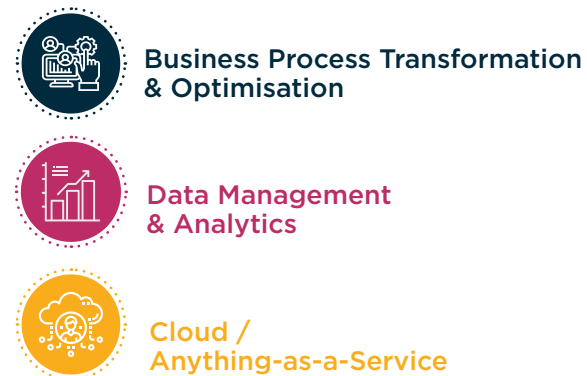 Business Process Transformation
& Optimisation
Data Management
& Analytics
Cloud /
Anything-as-a-Service